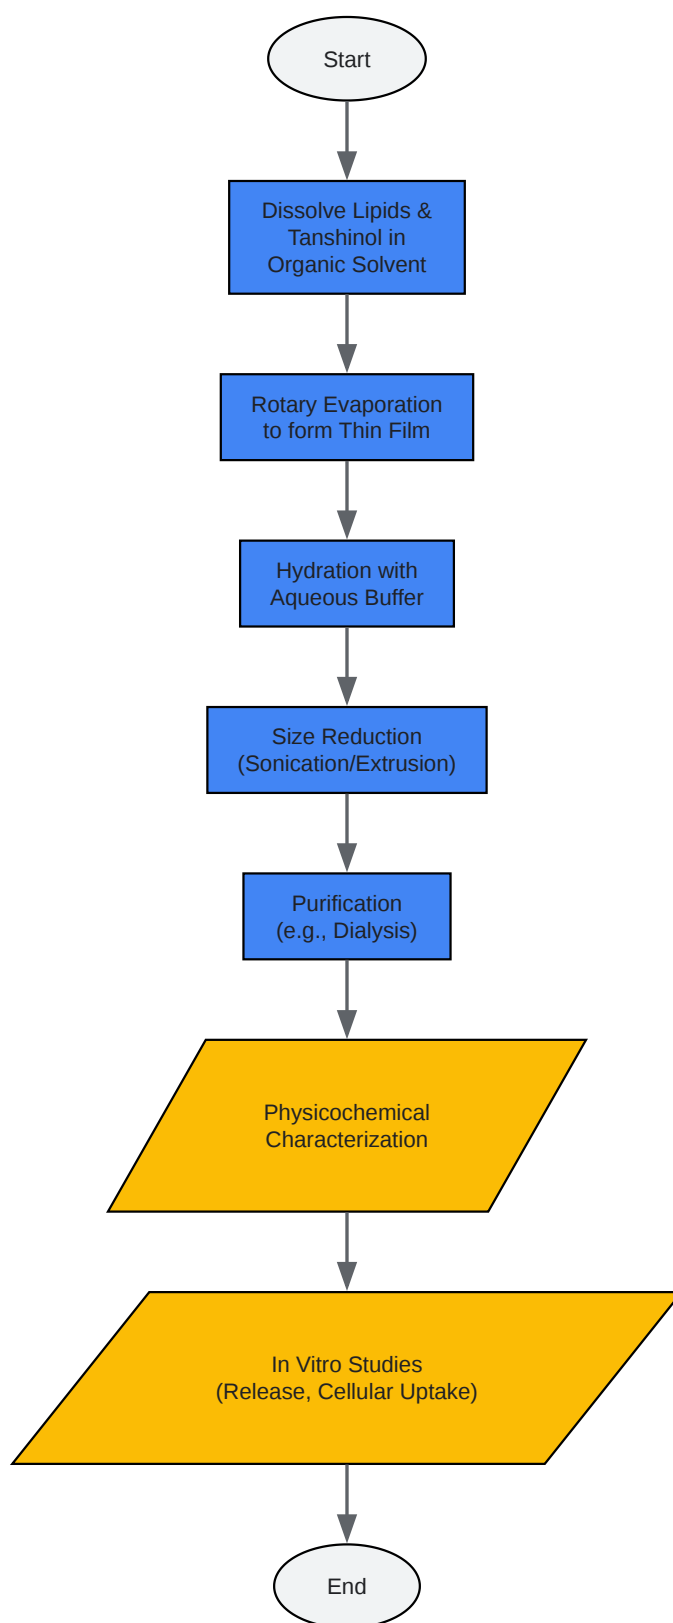 Start
Dissolve Lipids &
Tanshinol in
Organic Solvent
Rotary Evaporation
to form Thin Film
Hydration with
Aqueous Buffer
Size Reduction
(Sonication/Extrusion)
Purification
(e.g., Dialysis)
Physicochemical
Characterization
In Vitro Studies
(Release, Cellular Uptake)
End